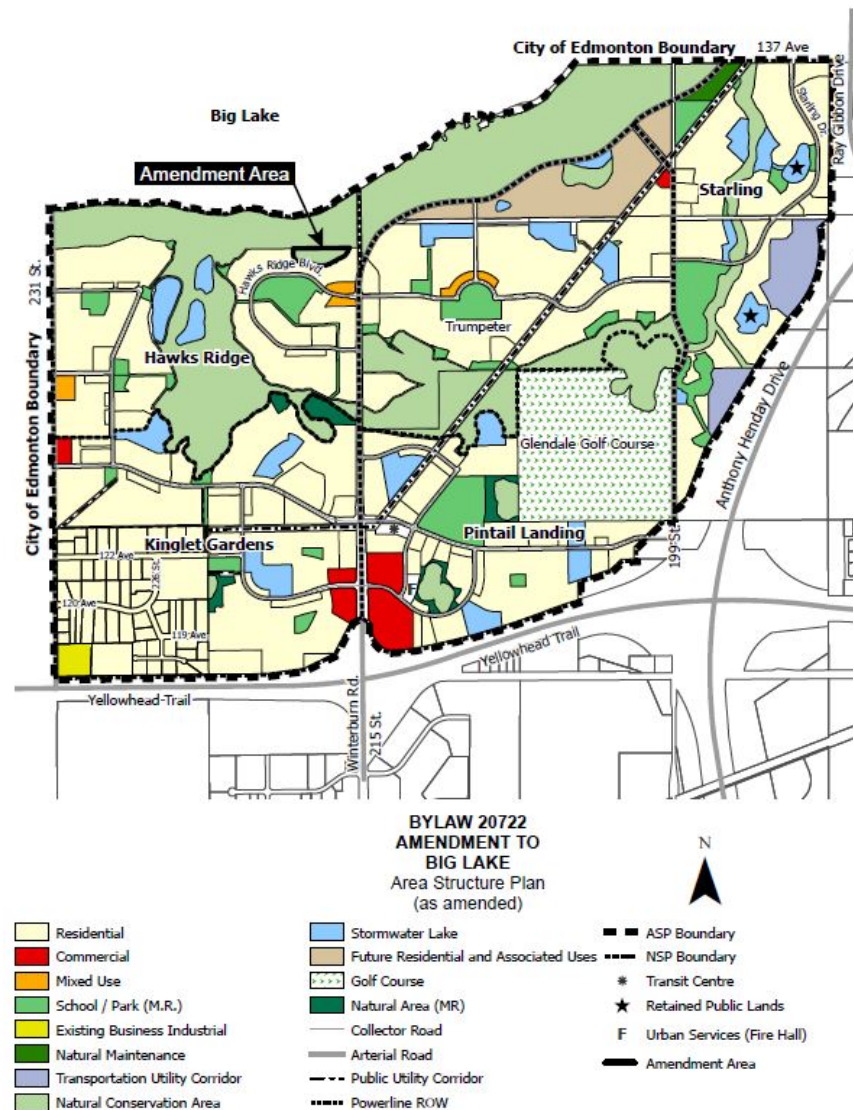 City of Edmonton Boundary
137 Ave
Ray Gibbon Drive
Starling Dr.
Big Lake
Amendment Area
Starling
231 St.
Hawks Ridge Blvd.
City of Edmonton Boundary
Trumpeter
Hawks Ridge
Anthony Henday Drive
Glendale Golf Course
Kinglet Gardens
Pintail Landing
199 St.
122 Ave
226 St.
F
120 Ave
119 Ave
Yellowhead Trail
Yellowhead Trail
Winterburn Rd.
215 St.
BYLAW 20722
AMENDMENT TO
BIG LAKE
Area Structure Plan
(as amended)
N
Residential
Commercial
Mixed Use
School / Park (M.R.)
Existing Business Industrial
Natural Maintenance
Transportation Utility Corridor
Natural Conservation Area
Stormwater Lake
Future Residential and Associated Uses
Golf Course
Natural Area (MR)
Collector Road
Arterial Road
Public Utility Corridor
Powerline ROW
ASP Boundary
NSP Boundary
Transit Centre
Retained Public Lands
F Urban Services (Fire Hall)
Amendment Area